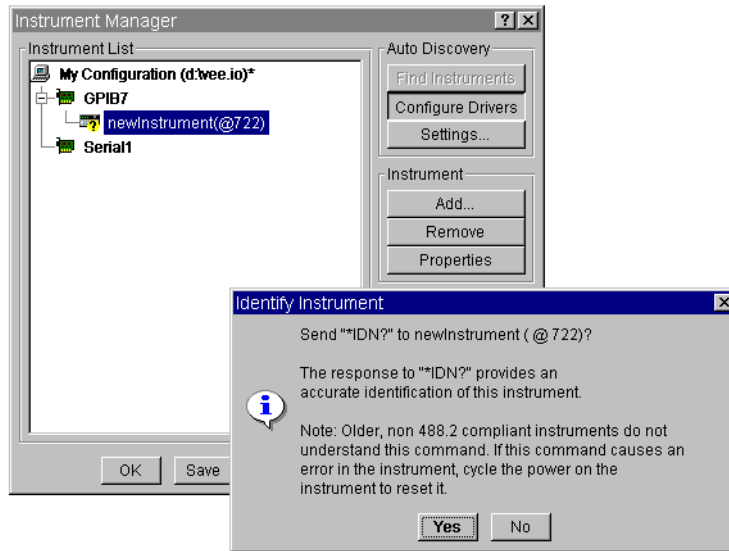 Instrument Manager
Instrument List
My Configuration (d:\vee.io)*
GPIB7
newInstrument(@722)
Serial1
Auto Discovery
Find Instruments
Configure Drivers
Settings...
Instrument
Add...
Remove
Properties
OK
Save
Identify Instrument
Send "*IDN?" to newInstrument ( @ 722)?
The response to "*IDN?" provides an
accurate identification of this instrument.
Note: Older, non 488.2 compliant instruments do not
understand this command. If this command causes an
error in the instrument, cycle the power on the
instrument to reset it.
Yes
No